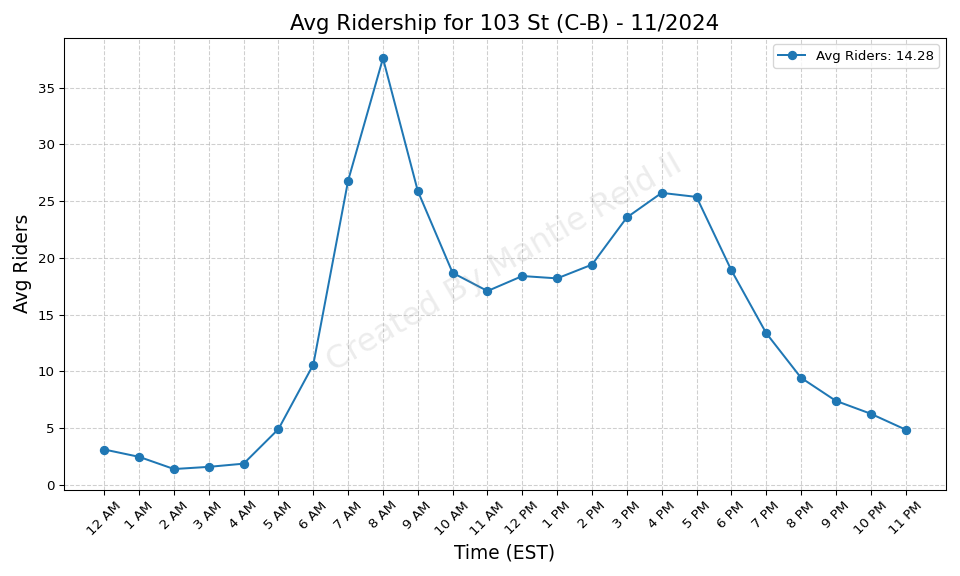 Avg Ridership for 103 St (C-B) - 11/2024
Avg Riders: 14.28
Avg Riders
35
30
25
20
15
10
5
0
Created By Mantle Reid II
12 AM
1 AM
2 AM
3 AM
4 AM
5 AM
6 AM
7 AM
8 AM
9 AM
10 AM
11 AM
12 PM
1 PM
2 PM
3 PM
4 PM
5 PM
6 PM
7 PM
8 PM
9 PM
10 PM
11 PM
Time (EST)